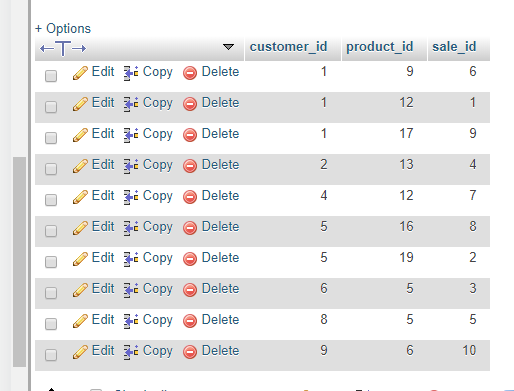 + Options
←T→ customer_id product_id sale_id
Edit Copy Delete 1 9 6
Edit Copy Delete 1 12 1
Edit Copy Delete 1 17 9
Edit Copy Delete 2 13 4
Edit Copy Delete 4 12 7
Edit Copy Delete 5 16 8
Edit Copy Delete 5 19 2
Edit Copy Delete 6 5 3
Edit Copy Delete 8 5 5
Edit Copy Delete 9 6 10